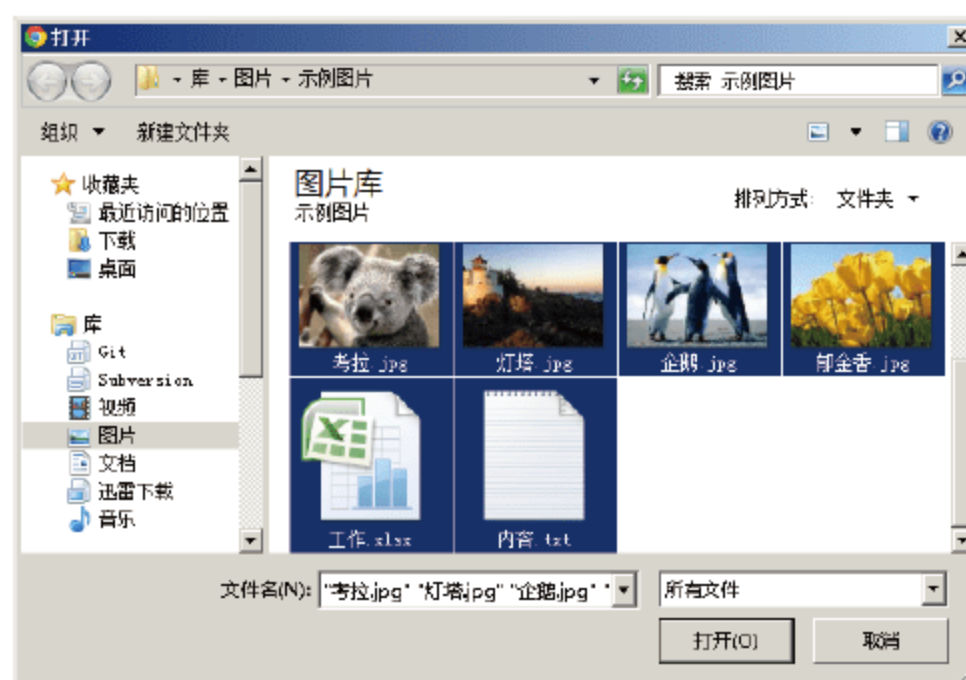 打开
库 图片 示例图片
搜索 示例图片
组织 新建文件夹
收藏夹
最近访问的位置
下载
桌面
库
Git
Subversion
视频
图片
文档
迅雷下载
音乐
图片库
示例图片
排列方式: 文件夹
考拉.jpg 灯塔.jpg 企鹅.jpg 郁金香.jpg
工作.xlsx 内容.txt
文件名(N): "考拉.jpg" "灯塔.jpg" "企鹅.jpg" "
所有文件
打开(O) 取消